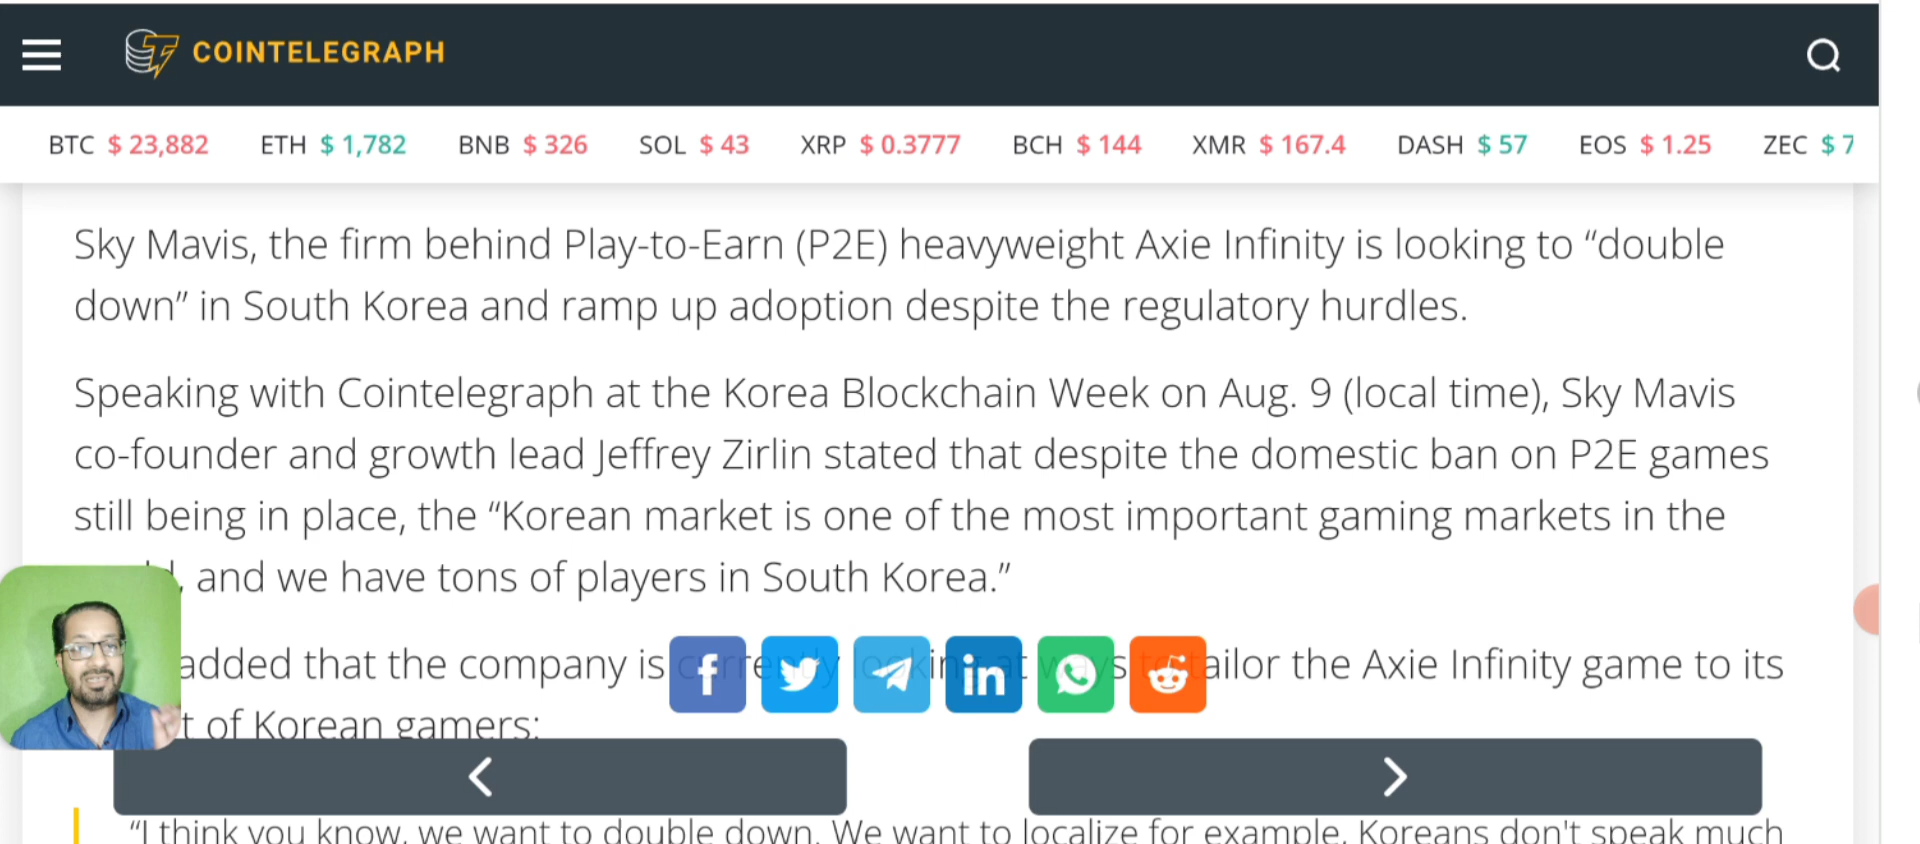 COINTELEGRAPH
BTC $ 23,882 ETH $ 1,782 BNB $ 326 SOL $ 43 XRP $ 0.3777 BCH $ 144 XMR $ 167.4 DASH $ 57 EOS $ 1.25 ZEC $ 7
Sky Mavis, the firm behind Play-to-Earn (P2E) heavyweight Axie Infinity is looking to “double
down” in South Korea and ramp up adoption despite the regulatory hurdles.
Speaking with Cointelegraph at the Korea Blockchain Week on Aug. 9 (local time), Sky Mavis
co-founder and growth lead Jeffrey Zirlin stated that despite the domestic ban on P2E games
still being in place, the “Korean market is one of the most important gaming markets in the
, and we have tons of players in South Korea.”
added that the company is currently looking at ways to tailor the Axie Infinity game to its
of Korean gamers:
“I think you know, we want to double down. We want to localize for example, Koreans don't speak much